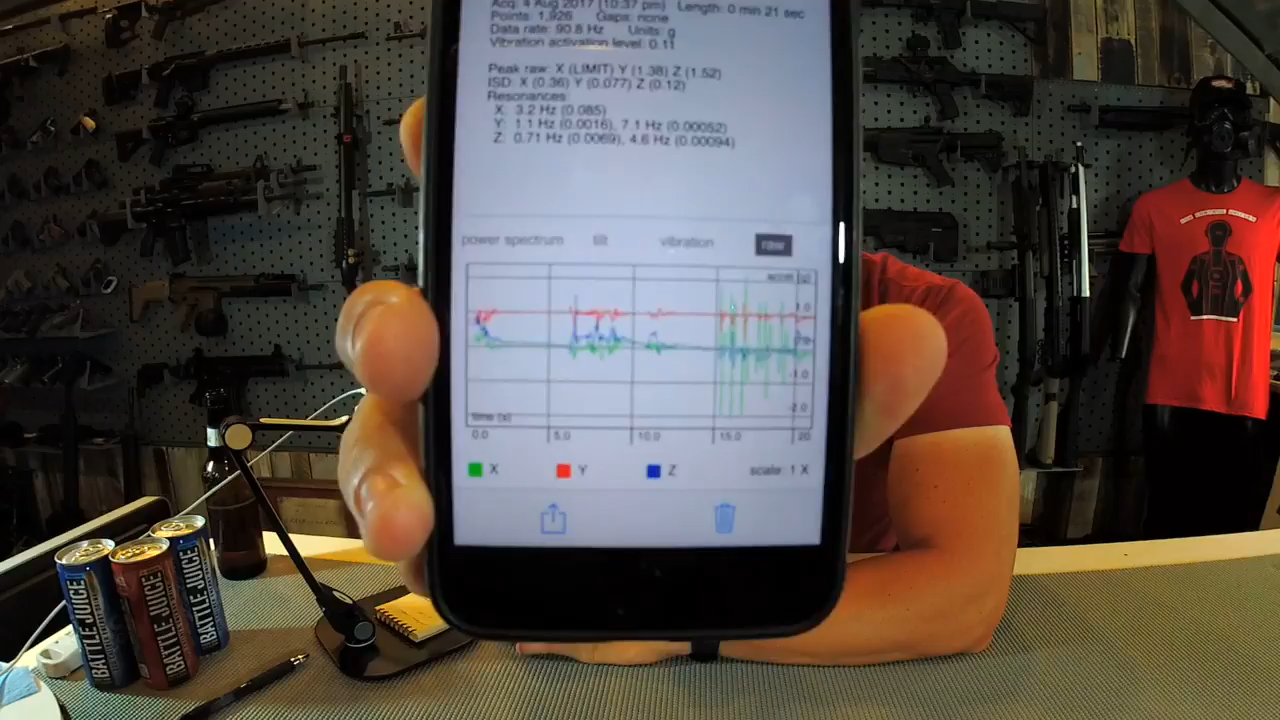 Acq. 4 Aug 2017 (10:37 pm) Length: 0 min 21 sec
Points: 1,926 Gaps: none
Data rate: 90.8 Hz Units: g
Vibration activation level: 0.11
Peak raw: X (LIMIT) Y (1.38) Z (1.52)
ISD: X (0.36) Y (0.077) Z (0.12)
Resonances:
X: 3.2 Hz (0.085)
Y: 1.1 Hz (0.0016), 7.1 Hz (0.00052)
Z: 0.71 Hz (0.0069), 4.6 Hz (0.00094)
power spectrum tilt vibration raw
accel (g)
1.0
-1.0
-2.0
time (s)
0.0 5.0 10.0 15.0 20
X Y Z scale: 1 X
BATTLE JUICE
BATTLE JUICE
BATTLE JUICE